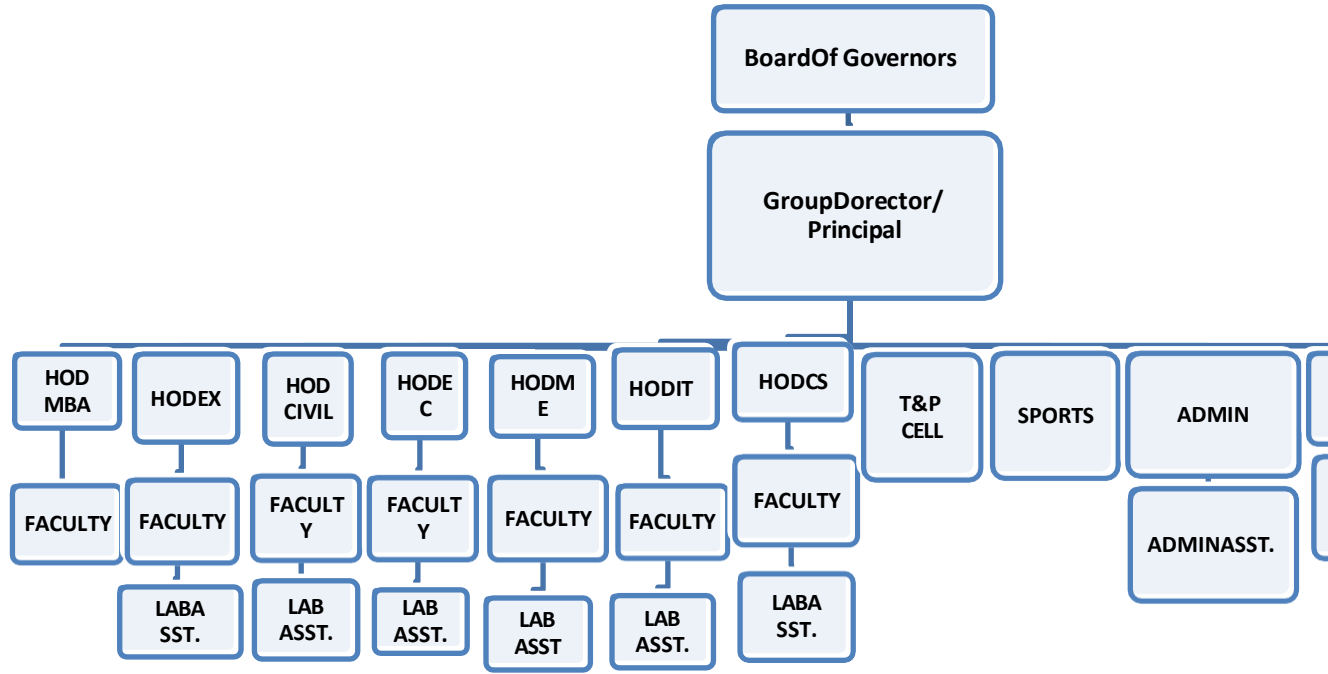 BoardOf Governors
GroupDorector/
Principal
HOD
MBA
HODEX
HOD
CIVIL
HODE
C
HODM
E
HODIT
HODCS
T&P
CELL
SPORTS
ADMIN
FACULTY
FACULTY
FACULT
Y
FACULT
Y
FACULTY
FACULTY
FACULTY
ADMINASST.
LABA
SST.
LAB
ASST.
LAB
ASST.
LAB
ASST
LAB
ASST.
LABA
SST.